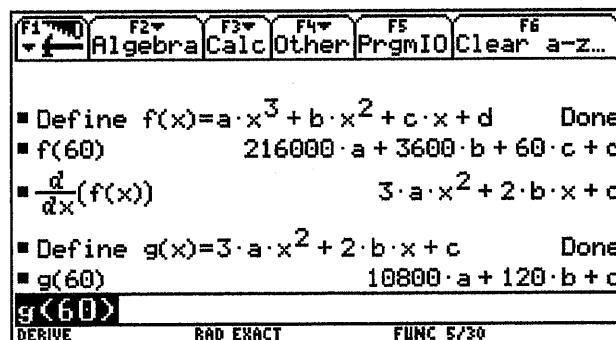 F1 F2 F3 F4 F5 F6
Algebra Calc Other PrgmIO Clear a-z…
▪ Define f(x)=a·x³+b·x²+c·x+d Done
▪ f(60) 216000·a+3600·b+60·c+d
▪ d/dx(f(x)) 3·a·x²+2·b·x+c
▪ Define g(x)=3·a·x²+2·b·x+c Done
▪ g(60) 10800·a+120·b+c
g(60)
DERIVE RAD EXACT FUNC 5/30